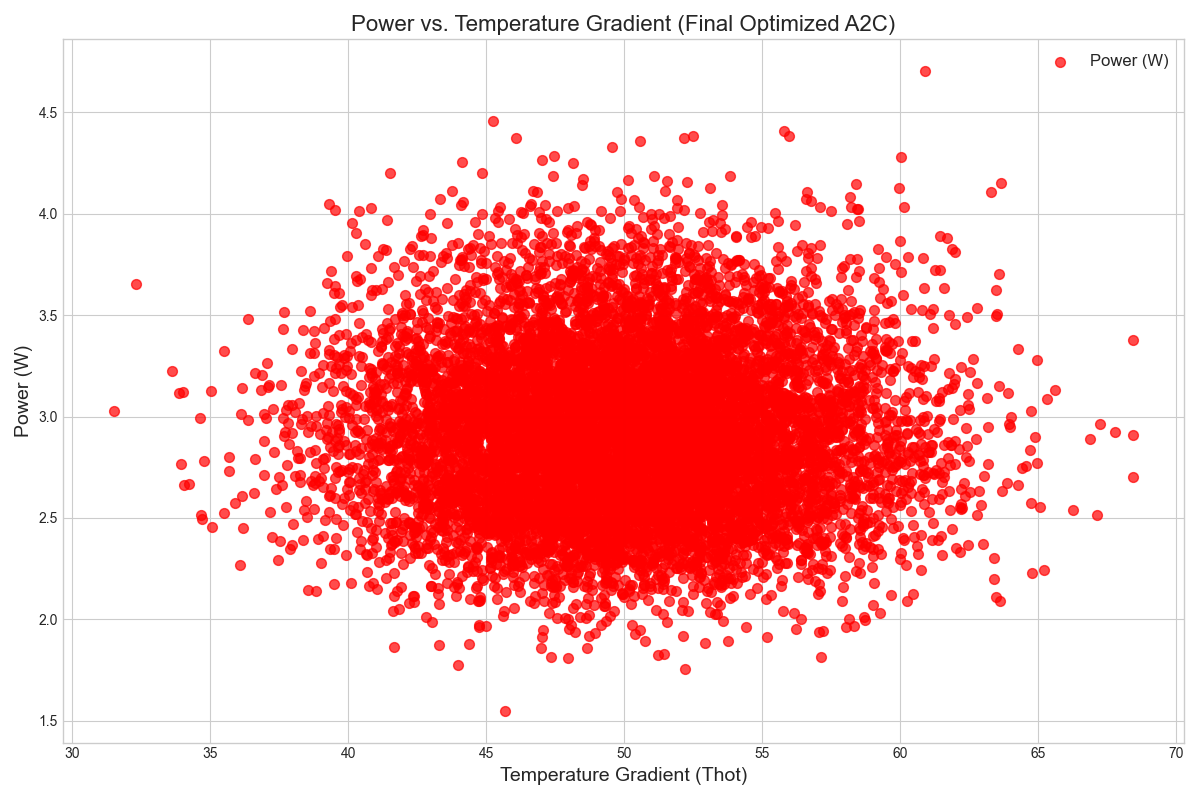 Power vs. Temperature Gradient (Final Optimized A2C)
Power (W)
4.5
4.0
3.5
3.0
2.5
2.0
1.5
Power (W)
30 35 40 45 50 55 60 65 70
Temperature Gradient (Thot)